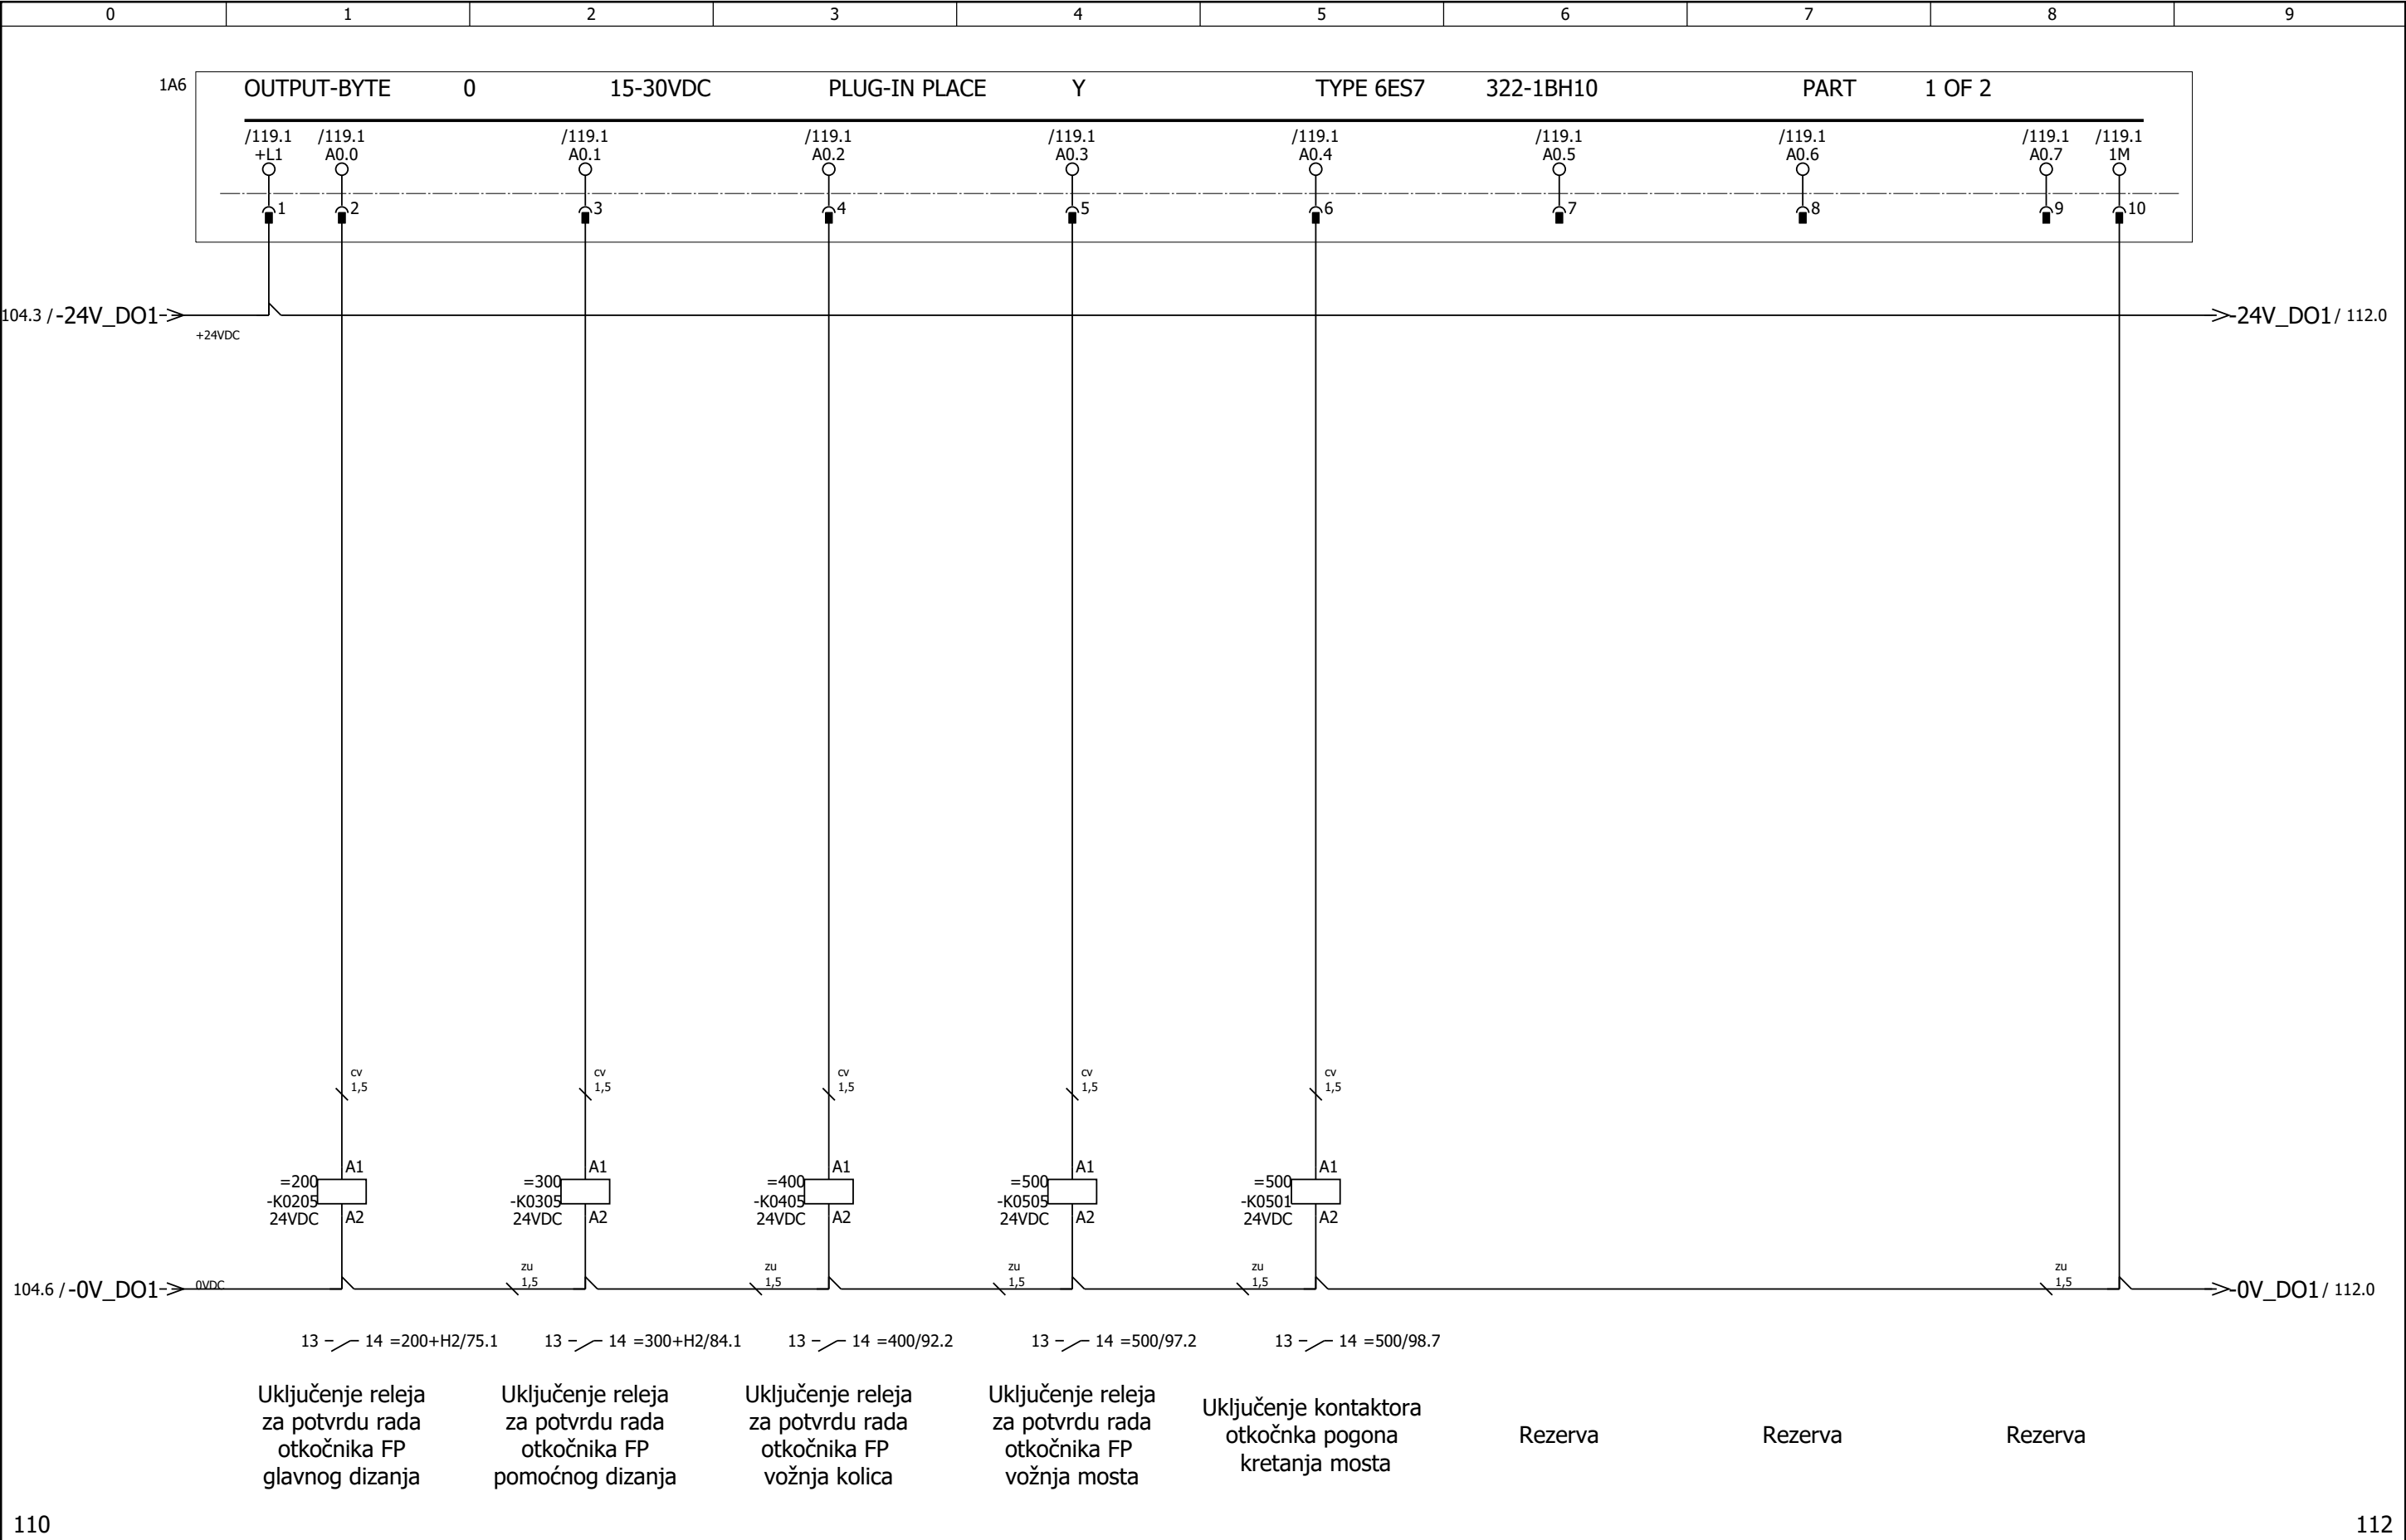 0 1 2 3 4 5 6 7 8 9
1A6 OUTPUT-BYTE 0 15-30VDC PLUG-IN PLACE Y TYPE 6ES7 322-1BH10 PART 1 OF 2
/119.1 /119.1 /119.1 /119.1 /119.1 /119.1 /119.1 /119.1 /119.1 /119.1
+L1 A0.0 A0.1 A0.2 A0.3 A0.4 A0.5 A0.6 A0.7 1M
1 2 3 4 5 6 7 8 9 10
104.3 / -24V_DO1 -24V_DO1 / 112.0
+24VDC
cv cv cv cv cv
1,5 1,5 1,5 1,5 1,5
A1 A1 A1 A1 A1
=200 =300 =400 =500 =500
-K0205 -K0305 -K0405 -K0505 -K0501
24VDC A2 24VDC A2 24VDC A2 24VDC A2 24VDC A2
zu zu zu zu zu
1,5 1,5 1,5 1,5 1,5
104.6 / -0V_DO1 0VDC -0V_DO1 / 112.0
13 14 =200+H2/75.1 13 14 =300+H2/84.1 13 14 =400/92.2 13 14 =500/97.2 13 14 =500/98.7
Uključenje releja
za potvrdu rada
otkočnika FP
glavnog dizanja
Uključenje releja
za potvrdu rada
otkočnika FP
pomoćnog dizanja
Uključenje releja
za potvrdu rada
otkočnika FP
vožnja kolica
Uključenje releja
za potvrdu rada
otkočnika FP
vožnja mosta
Uključenje kontaktora
otkočnka pogona
kretanja mosta
Rezerva
Rezerva
Rezerva
110 112